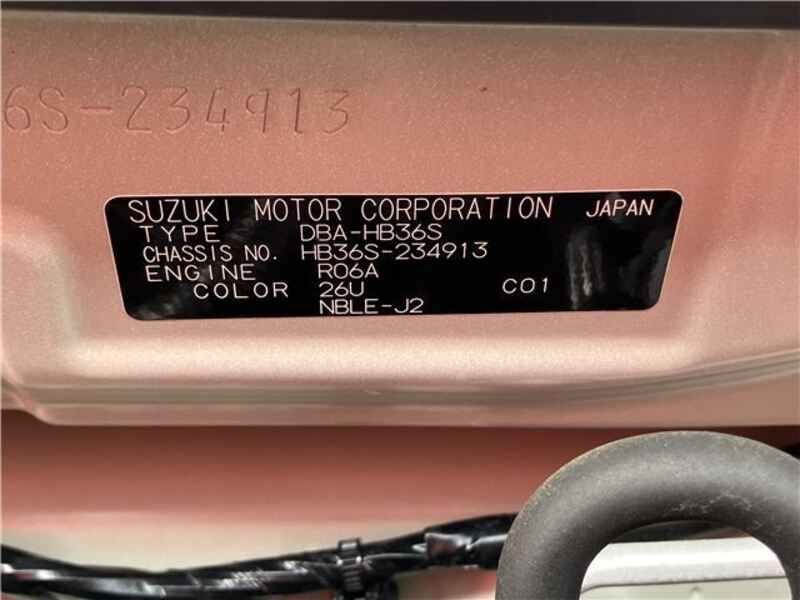 6S-234913
SUZUKI MOTOR CORPORATION JAPAN
TYPE DBA-HB36S
CHASSIS NO. HB36S-234913
ENGINE R06A
COLOR 26U C01
NBLE-J2